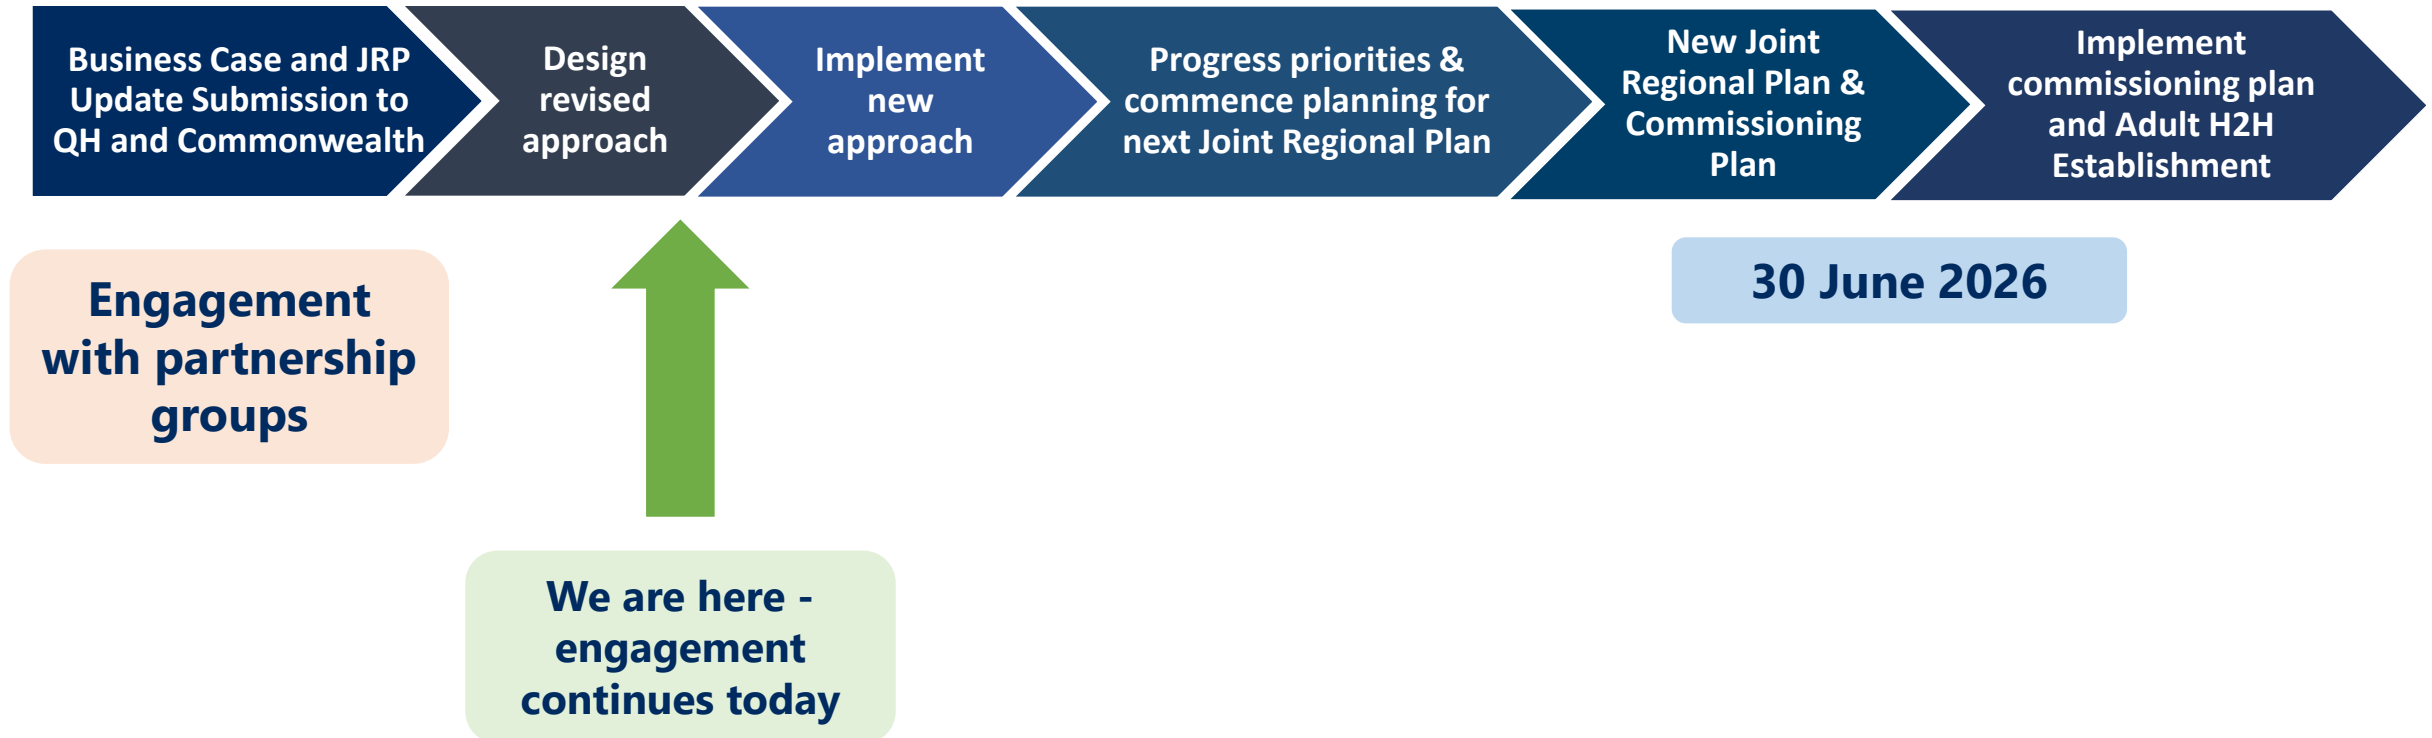 Business Case and JRP
Update Submission to
QH and Commonwealth
Design
revised
approach
Implement
new
approach
Progress priorities &
commence planning for
next Joint Regional Plan
New Joint
Regional Plan &
Commissioning
Plan
Implement
commissioning plan
and Adult H2H
Establishment
Engagement
with partnership
groups
30 June 2026
We are here -
engagement
continues today